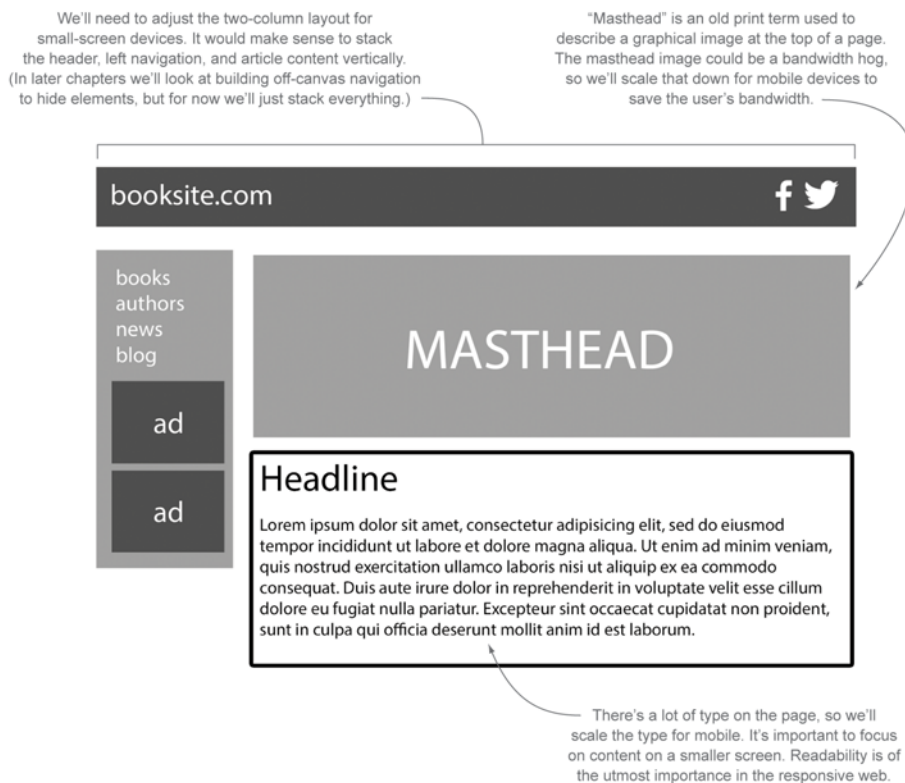 We'll need to adjust the two-column layout for
small-screen devices. It would make sense to stack
the header, left navigation, and article content vertically.
(In later chapters we'll look at building off-canvas navigation
to hide elements, but for now we'll just stack everything.)
“Masthead” is an old print term used to
describe a graphical image at the top of a page.
The masthead image could be a bandwidth hog,
so we'll scale that down for mobile devices to
save the user's bandwidth.
booksite.com
books
authors
news
blog
ad
ad
MASTHEAD
Headline
Lorem ipsum dolor sit amet, consectetur adipisicing elit, sed do eiusmod
tempor incididunt ut labore et dolore magna aliqua. Ut enim ad minim veniam,
quis nostrud exercitation ullamco laboris nisi ut aliquip ex ea commodo
consequat. Duis aute irure dolor in reprehenderit in voluptate velit esse cillum
dolore eu fugiat nulla pariatur. Excepteur sint occaecat cupidatat non proident,
sunt in culpa qui officia deserunt mollit anim id est laborum.
There's a lot of type on the page, so we'll
scale the type for mobile. It's important to focus
on content on a smaller screen. Readability is of
the utmost importance in the responsive web.